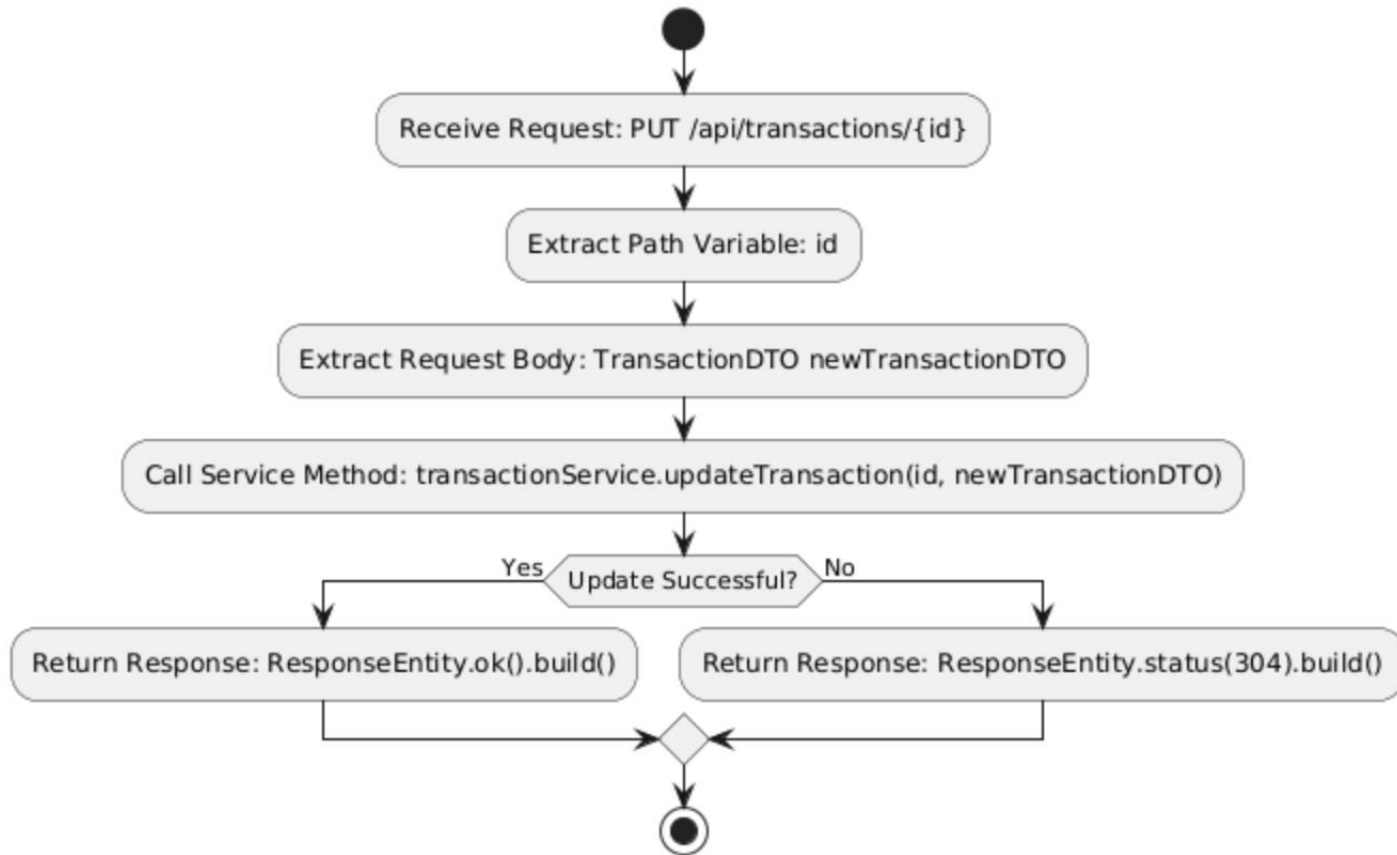 Receive Request: PUT /api/transactions/{id}
Extract Path Variable: id
Extract Request Body: TransactionDTO newTransactionDTO
Call Service Method: transactionService.updateTransaction(id, newTransactionDTO)
Yes
Update Successful?
No
Return Response: ResponseEntity.ok().build()
Return Response: ResponseEntity.status(304).build()